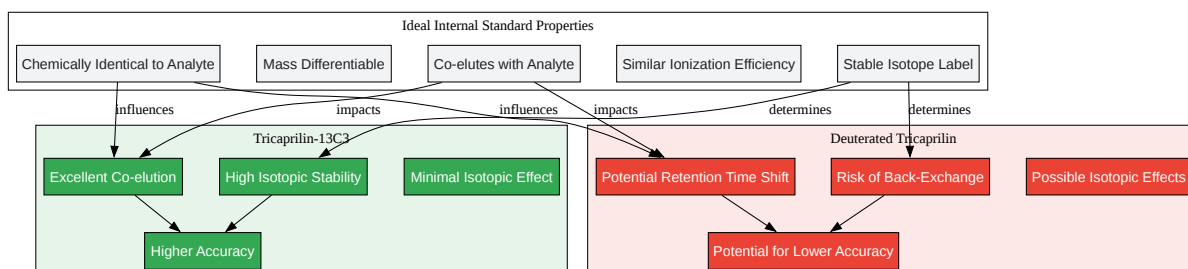 Ideal Internal Standard Properties
Chemically Identical to Analyte
Mass Differentiable
Co-elutes with Analyte
Similar Ionization Efficiency
Stable Isotope Label
influences
impacts
influences
impacts
determines
determines
Tricaprilin-13C3
Deuterated Tricaprilin
Excellent Co-elution
High Isotopic Stability
Minimal Isotopic Effect
Potential Retention Time Shift
Risk of Back-Exchange
Possible Isotopic Effects
Higher Accuracy
Potential for Lower Accuracy